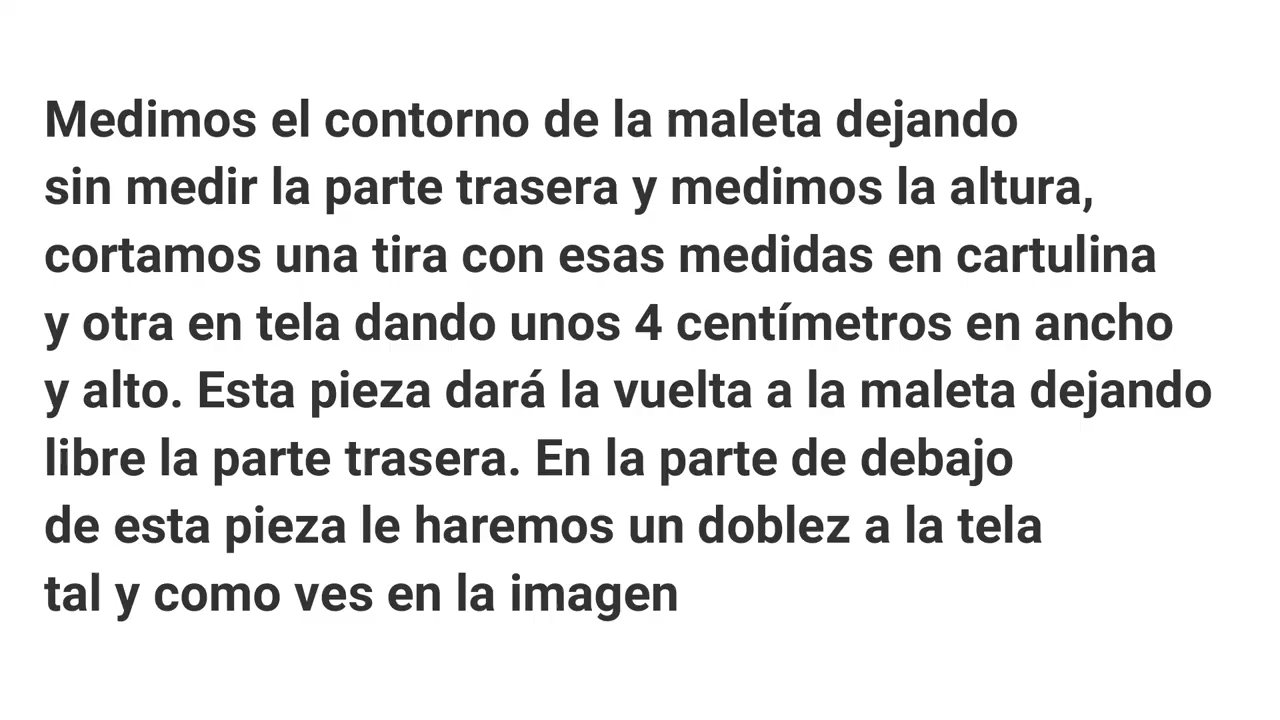 Medimos el contorno de la maleta dejando
sin medir la parte trasera y medimos la altura,
cortamos una tira con esas medidas en cartulina
y otra en tela dando unos 4 centímetros en ancho
y alto. Esta pieza dará la vuelta a la maleta dejando
libre la parte trasera. En la parte de debajo
de esta pieza le haremos un doblez a la tela
tal y como ves en la imagen